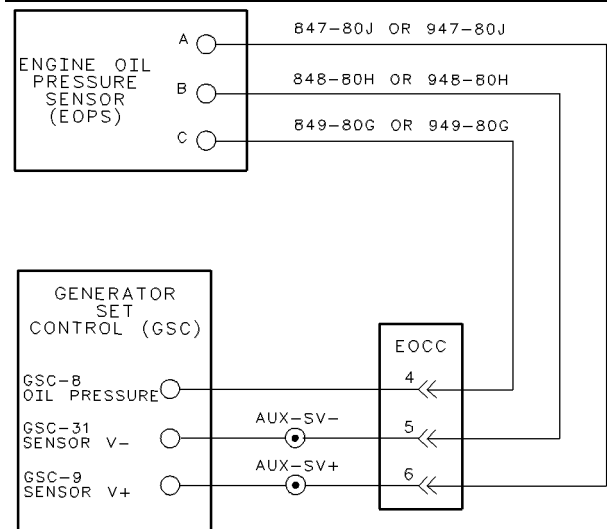 ENGINE OIL
PRESSURE
SENSOR
(EOPS)
A
847-80J OR 947-80J
B
848-80H OR 948-80H
C
849-80G OR 949-80G
GENERATOR
SET
CONTROL (GSC)
EOCC
GSC-8
OIL PRESSURE
4
GSC-31
SENSOR V-
AUX-SV-
5
GSC-9
SENSOR V+
AUX-SV+
6